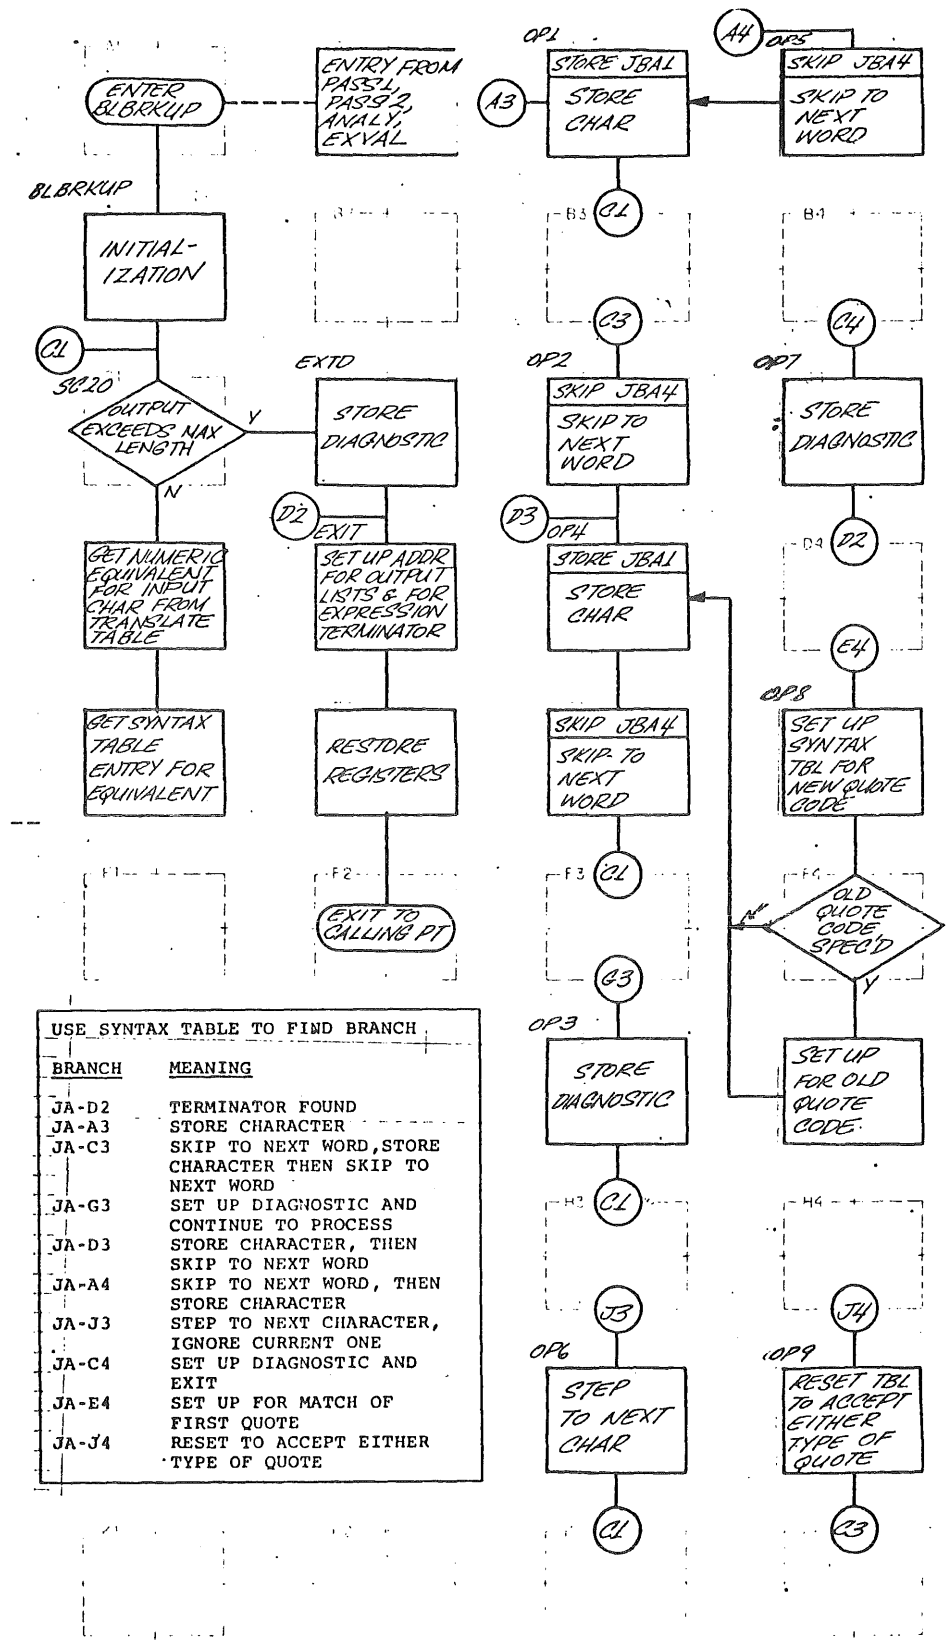 ENTER
BLBRKUP
ENTRY FROM
PASS1,
PASS2,
ANALY,
EXVAL
BLBRKUP
INITIAL-
IZATION
C1
SC20
OUTPUT
EXCEEDS MAX
LENGTH
Y
N
GET NUMERIC
EQUIVALENT
FOR INPUT
CHAR FROM
TRANSLATE
TABLE
GET SYNTAX
TABLE
ENTRY FOR
EQUIVALENT
EXTD
STORE
DIAGNOSTIC
D2
EXIT
SET UP ADDR
FOR OUTPUT
LISTS & FOR
EXPRESSION
TERMINATOR
RESTORE
REGISTERS
F1
F2
EXIT TO
CALLING PT
OP1
A3
STORE JBA1
STORE
CHAR
B3
C1
C3
OP2
SKIP JBA4
SKIP TO
NEXT
WORD
D3
OP4
STORE JBA1
STORE
CHAR
SKIP JBA4
SKIP TO
NEXT
WORD
F3
C1
G3
OP3
STORE
DIAGNOSTIC
H3
C1
J3
OP6
STEP
TO NEXT
CHAR
C1
A4
OP5
SKIP JBA4
SKIP TO
NEXT
WORD
B4
C4
OP7
STORE
DIAGNOSTIC
D4
D2
E4
OP8
SET UP
SYNTAX
TBL FOR
NEW QUOTE
CODE
F4
OLD
QUOTE
CODE
SPEC'D
N
Y
SET UP
FOR OLD
QUOTE
CODE.
H4
J4
OP9
RESET TBL
TO ACCEPT
EITHER
TYPE OF
QUOTE
C3
USE SYNTAX TABLE TO FIND BRANCH
BRANCH MEANING
JA-D2 TERMINATOR FOUND
JA-A3 STORE CHARACTER
JA-C3 SKIP TO NEXT WORD,STORE
CHARACTER THEN SKIP TO
NEXT WORD
JA-G3 SET UP DIAGNOSTIC AND
CONTINUE TO PROCESS
JA-D3 STORE CHARACTER, THEN
SKIP TO NEXT WORD
JA-A4 SKIP TO NEXT WORD, THEN
STORE CHARACTER
JA-J3 STEP TO NEXT CHARACTER,
IGNORE CURRENT ONE
JA-C4 SET UP DIAGNOSTIC AND
EXIT
JA-E4 SET UP FOR MATCH OF
FIRST QUOTE
JA-J4 RESET TO ACCEPT EITHER
TYPE OF QUOTE